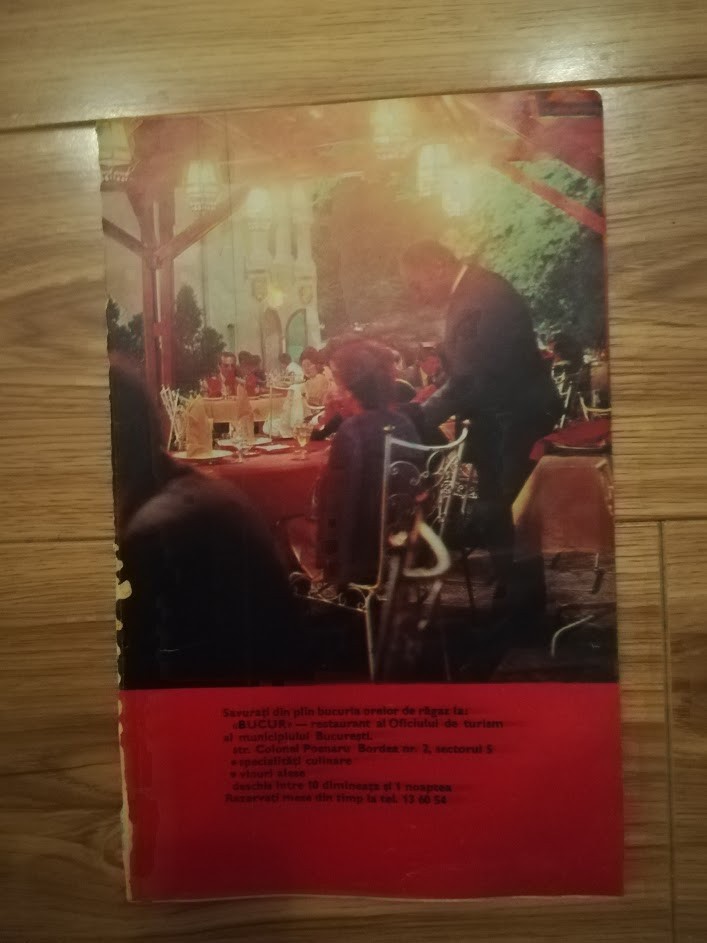 Savurați din plin bucuria orelor de răgaz la:
«BUCUR» — restaurant al Oficiului de turism
al municipiului București.
str. Colonel Poenaru Bordea nr. 2, sectorul 5
• specialități culinare
• vinuri alese
deschis între 10 dimineața și 1 noaptea
Rezervați mese din timp la tel. 13 60 54